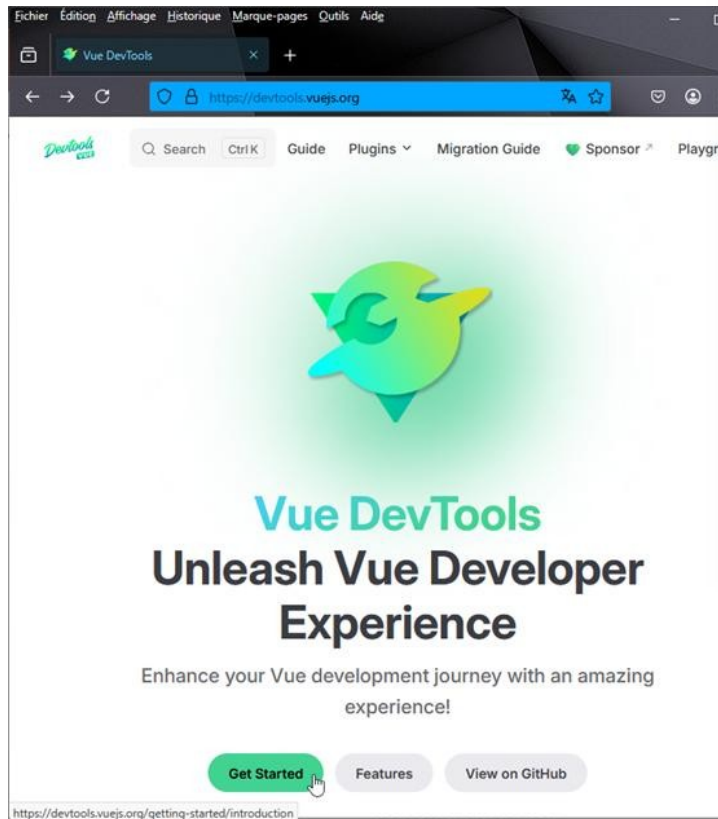 Fichier Édition Affichage Historique Marque-pages Outils Aide
Vue DevTools
https://devtools.vuejs.org
Devtools VUE Search Ctrl K Guide Plugins Migration Guide Sponsor Playgr
Vue DevTools
Unleash Vue Developer
Experience
Enhance your Vue development journey with an amazing
experience!
Get Started Features View on GitHub
https://devtools.vuejs.org/getting-started/introduction